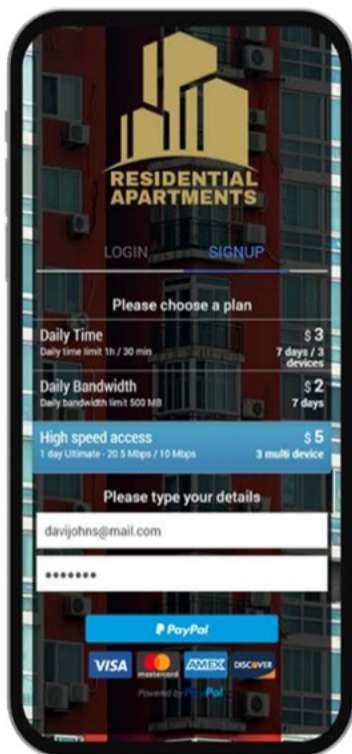 RESIDENTIAL
APARTMENTS
LOGIN SIGNUP
Please choose a plan
Daily Time $ 3
Daily time limit 1h / 30 min 7 days / 3
devices
Daily Bandwidth $ 2
Daily bandwidth limit 500 MB 7 days
High speed access $ 5
1 day Ultimate - 20.5 Mbps / 10 Mbps 3 multi device
Please type your details
davijohns@mail.com
•••••••
PayPal
VISA mastercard AMEX DISCOVER
Powered by PayPal